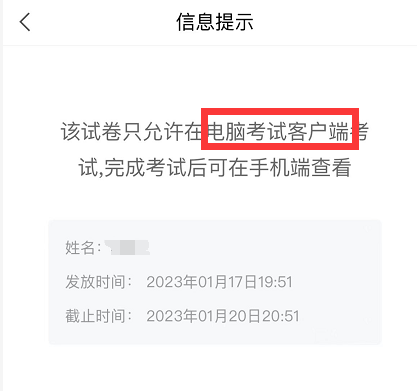 信息提示
该试卷只允许在电脑考试客户端考
试,完成考试后可在手机端查看
姓名:
发放时间: 2023年01月17日19:51
截止时间: 2023年01月20日20:51